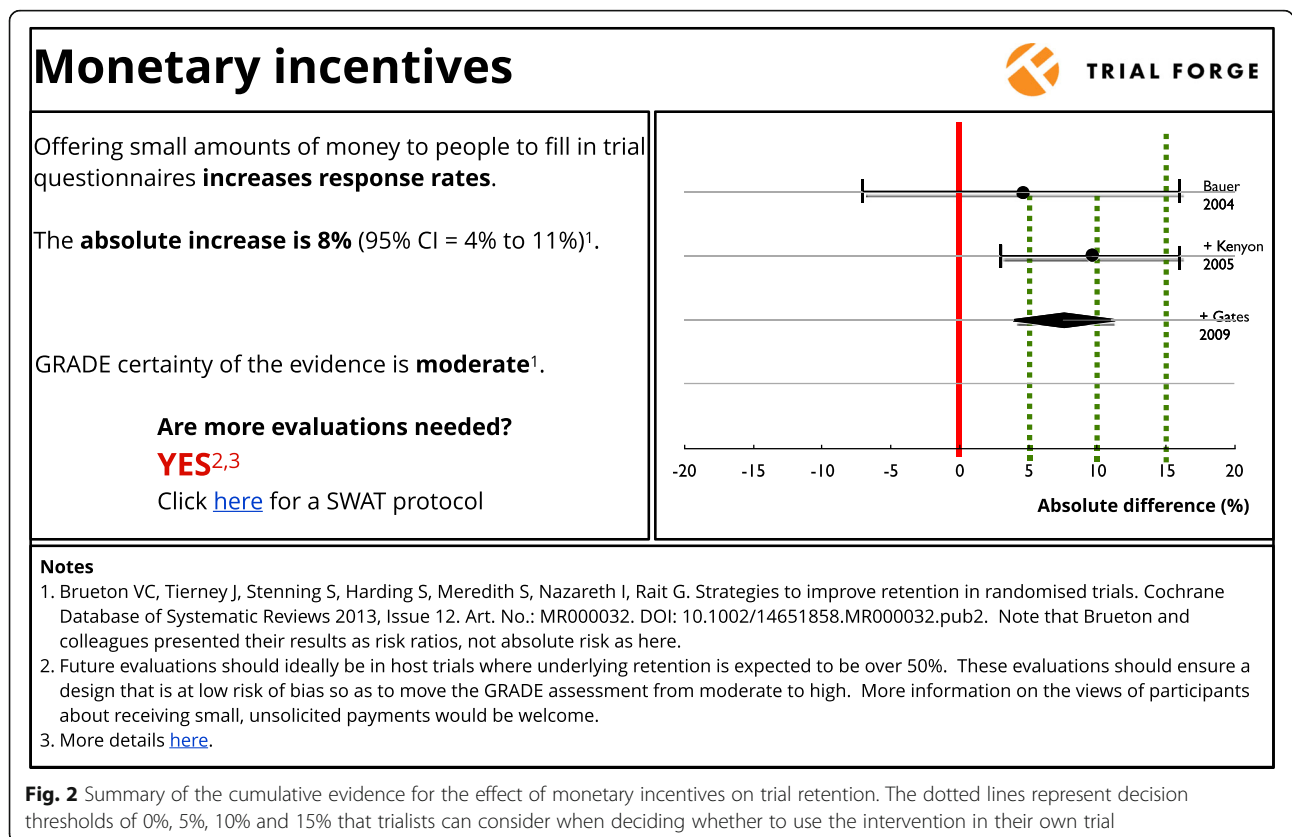 Monetary incentives
TRIAL FORGE
Offering small amounts of money to people to fill in trial
questionnaires increases response rates.
The absolute increase is 8% (95% CI = 4% to 11%)¹.
GRADE certainty of the evidence is moderate¹.
Are more evaluations needed?
YES²,³
Click here for a SWAT protocol
Bauer
2004
+ Kenyon
2005
+ Gates
2009
-20 -15 -10 -5 0 5 10 15 20
Absolute difference (%)
Notes
1. Brueton VC, Tierney J, Stenning S, Harding S, Meredith S, Nazareth I, Rait G. Strategies to improve retention in randomised trials. Cochrane
Database of Systematic Reviews 2013, Issue 12. Art. No.: MR000032. DOI: 10.1002/14651858.MR000032.pub2.  Note that Brueton and
colleagues presented their results as risk ratios, not absolute risk as here.
2. Future evaluations should ideally be in host trials where underlying retention is expected to be over 50%.  These evaluations should ensure a
design that is at low risk of bias so as to move the GRADE assessment from moderate to high.  More information on the views of participants
about receiving small, unsolicited payments would be welcome.
3. More details here.
Fig. 2 Summary of the cumulative evidence for the effect of monetary incentives on trial retention. The dotted lines represent decision
thresholds of 0%, 5%, 10% and 15% that trialists can consider when deciding whether to use the intervention in their own trial